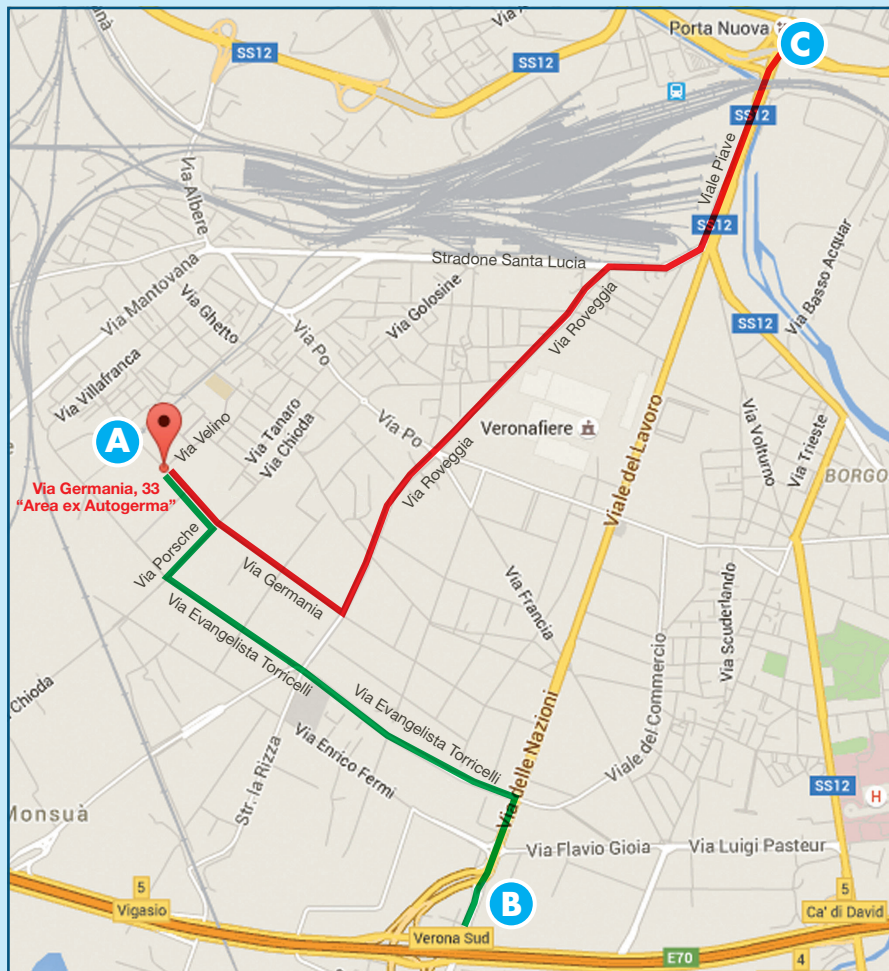 Via A
Porta Nuova
C
anà
SS12
SS12
SS12
Via Albere
Viale Piave
SS12
Stradone Santa Lucia
Via Basso Acquar
Via Mantovana
Via Ghetto
Via Golosine
Via Roveggia
SS12
Via Po
Via Villafranca
Viale del Lavoro
Via Velino
Via Tanaro
Via Chioda
Via Po
Veronafiere
Via Volturno
Via Trieste
A
Via Roveggia
BORGO
Via Germania, 33
“Area ex Autogerma”
Via Porsche
Via Germania
Via Francia
Via Scuderlando
Via Evangelista Torricelli
Via Evangelista Torricelli
Viale del Commercio
Chioda
Via delle Nazioni
Via Enrico Fermi
Str. la Rizza
SS12
H
Monsuà
Via Flavio Gioia
Via Luigi Pasteur
5
Vigasio
B
5
Ca' di David
Verona Sud
E70
4